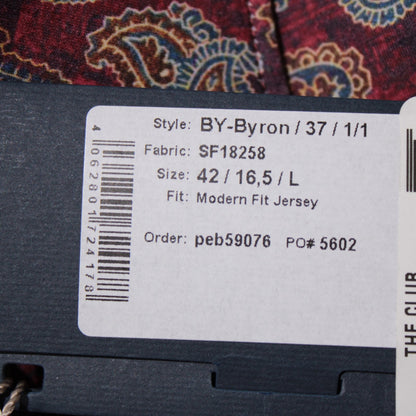 Style: BY-Byron / 37 / 1/1
Fabric: SF18258
Size: 42 / 16,5 / L
Fit: Modern Fit Jersey
Order: peb59076 PO# 5602
4062801724178
THE CLUB